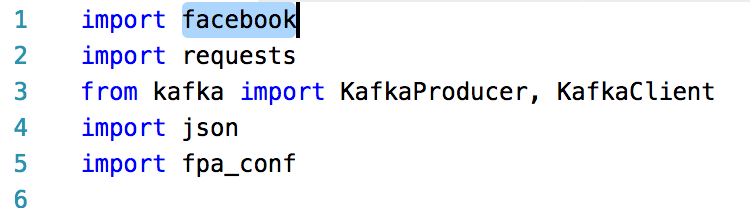 1 import facebook
2 import requests
3 from kafka import KafkaProducer, KafkaClient
4 import json
5 import fpa_conf
6